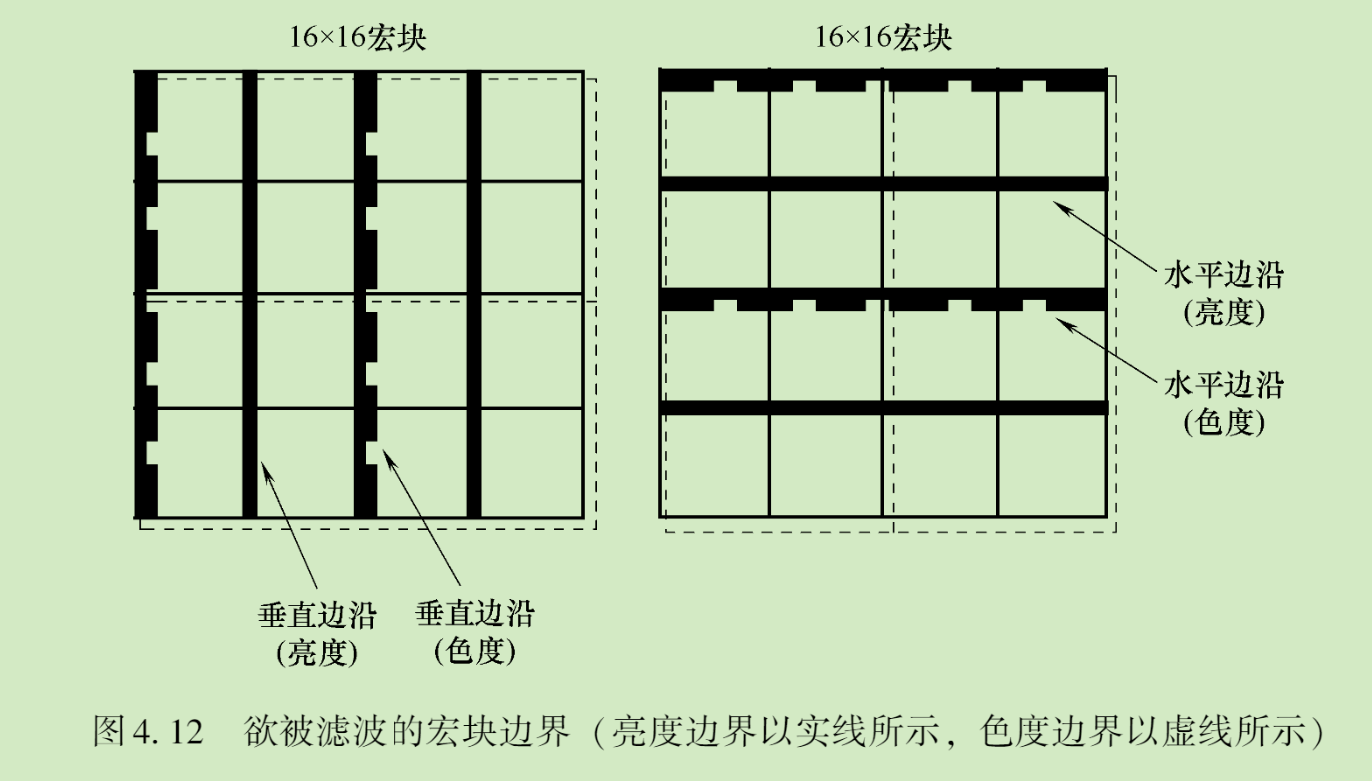 16×16宏块
16×16宏块
水平边沿
(亮度)
水平边沿
(色度)
垂直边沿
(亮度)
垂直边沿
(色度)
图4.12 欲被滤波的宏块边界（亮度边界以实线所示，色度边界以虚线所示）